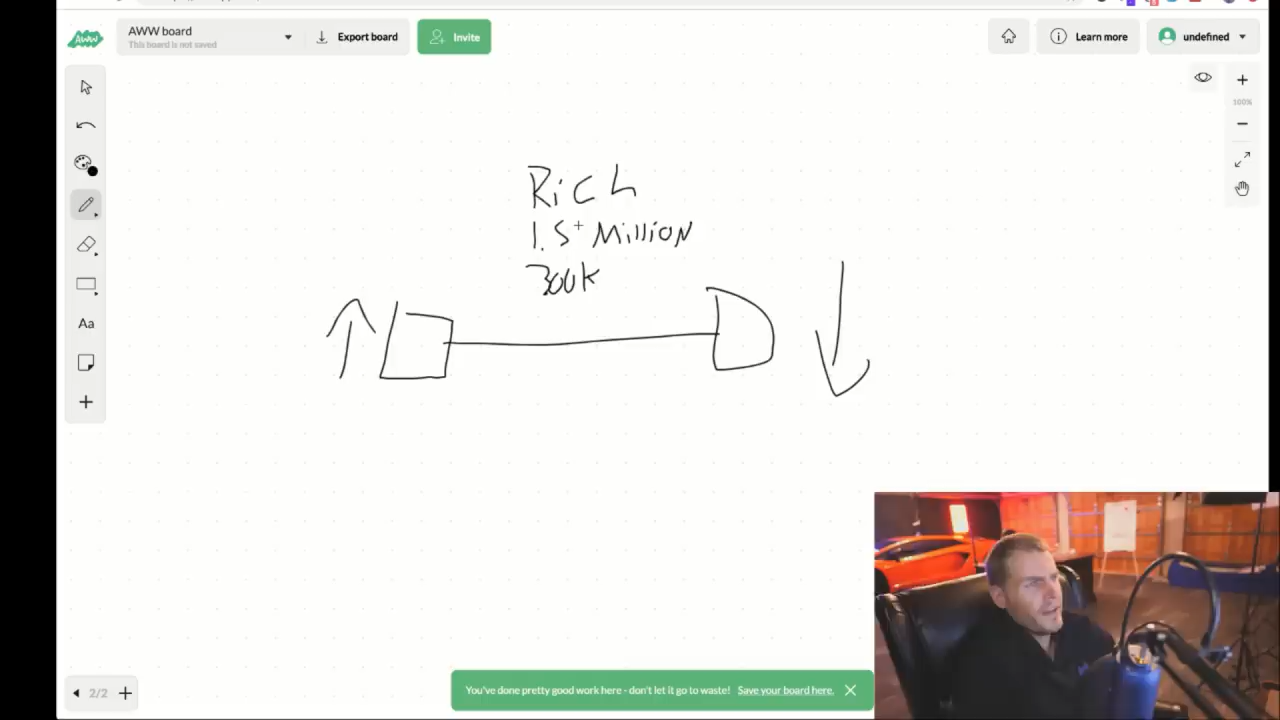 AWW board
This board is not saved
Export board
Invite
Learn more
undefined
AWW
100%
Rich
1.5+ Million
300k
Aa
2/2
You've done pretty good work here - don't let it go to waste! Save your board here.